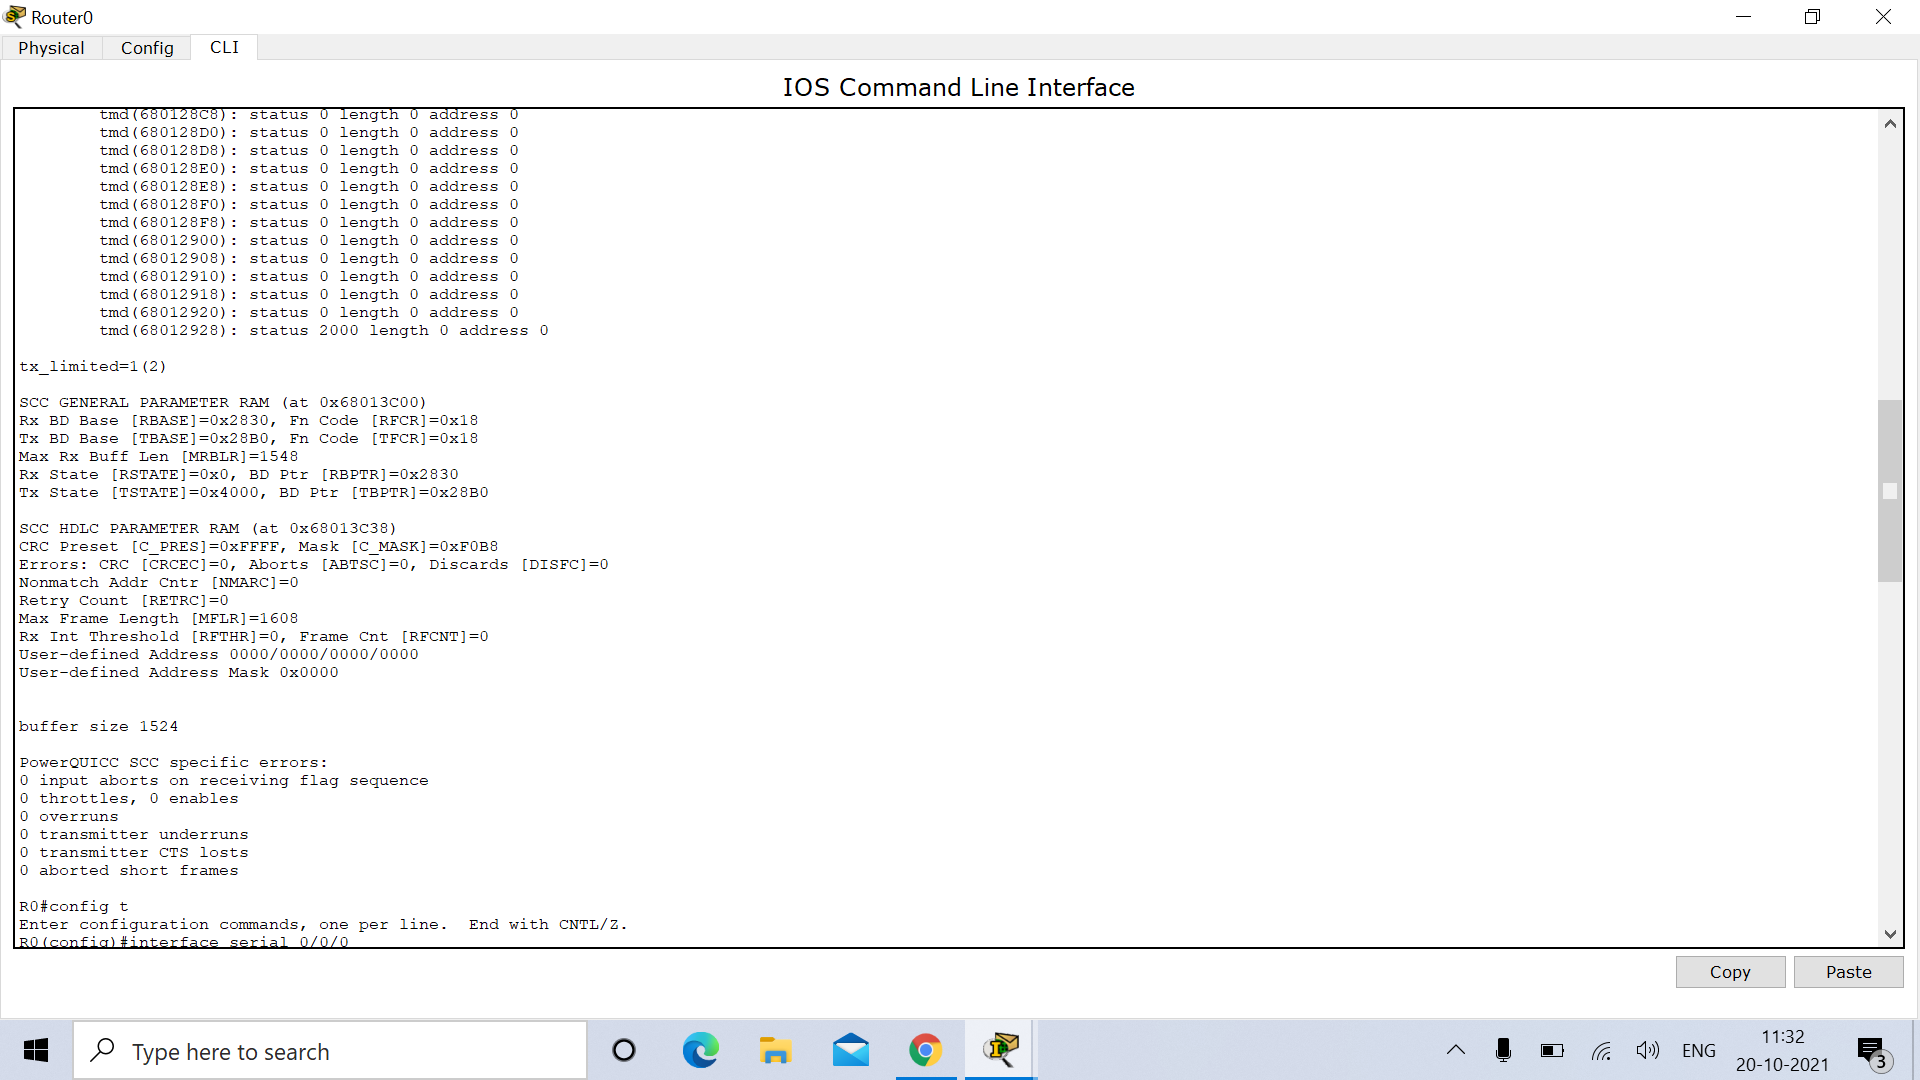 Router0
Physical Config CLI
IOS Command Line Interface
tmd(680128C8): status 0 length 0 address 0
tmd(680128D0): status 0 length 0 address 0
tmd(680128D8): status 0 length 0 address 0
tmd(680128E0): status 0 length 0 address 0
tmd(680128E8): status 0 length 0 address 0
tmd(680128F0): status 0 length 0 address 0
tmd(680128F8): status 0 length 0 address 0
tmd(68012900): status 0 length 0 address 0
tmd(68012908): status 0 length 0 address 0
tmd(68012910): status 0 length 0 address 0
tmd(68012918): status 0 length 0 address 0
tmd(68012920): status 0 length 0 address 0
tmd(68012928): status 2000 length 0 address 0
tx_limited=1(2)
SCC GENERAL PARAMETER RAM (at 0x68013C00)
Rx BD Base [RBASE]=0x2830, Fn Code [RFCR]=0x18
Tx BD Base [TBASE]=0x28B0, Fn Code [TFCR]=0x18
Max Rx Buff Len [MRBLR]=1548
Rx State [RSTATE]=0x0, BD Ptr [RBPTR]=0x2830
Tx State [TSTATE]=0x4000, BD Ptr [TBPTR]=0x28B0
SCC HDLC PARAMETER RAM (at 0x68013C38)
CRC Preset [C_PRES]=0xFFFF, Mask [C_MASK]=0xF0B8
Errors: CRC [CRCEC]=0, Aborts [ABTSC]=0, Discards [DISFC]=0
Nonmatch Addr Cntr [NMARC]=0
Retry Count [RETRC]=0
Max Frame Length [MFLR]=1608
Rx Int Threshold [RFTHR]=0, Frame Cnt [RFCNT]=0
User-defined Address 0000/0000/0000/0000
User-defined Address Mask 0x0000
buffer size 1524
PowerQUICC SCC specific errors:
0 input aborts on receiving flag sequence
0 throttles, 0 enables
0 overruns
0 transmitter underruns
0 transmitter CTS losts
0 aborted short frames
R0#config t
Enter configuration commands, one per line.  End with CNTL/Z.
R0(config)#interface serial 0/0/0
Copy Paste
Type here to search
ENG
11:32
20-10-2021
3